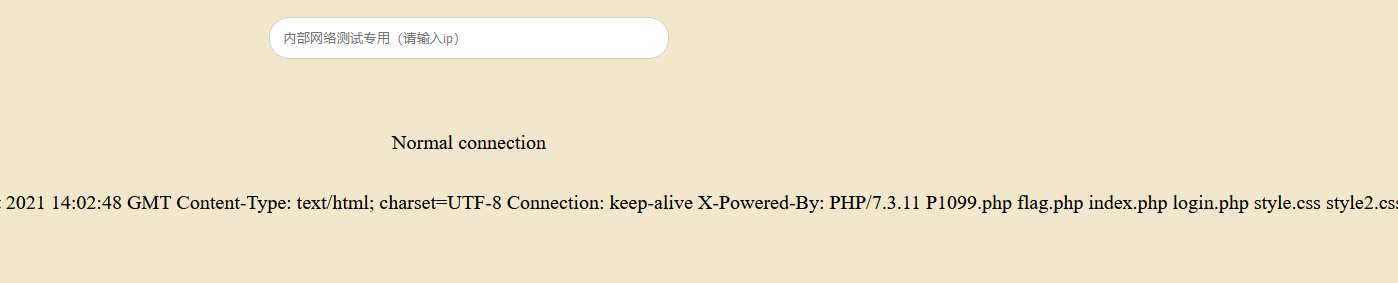 内部网络测试专用（请输入ip）
Normal connection
2021 14:02:48 GMT Content-Type: text/html; charset=UTF-8 Connection: keep-alive X-Powered-By: PHP/7.3.11 P1099.php flag.php index.php login.php style.css style2.css